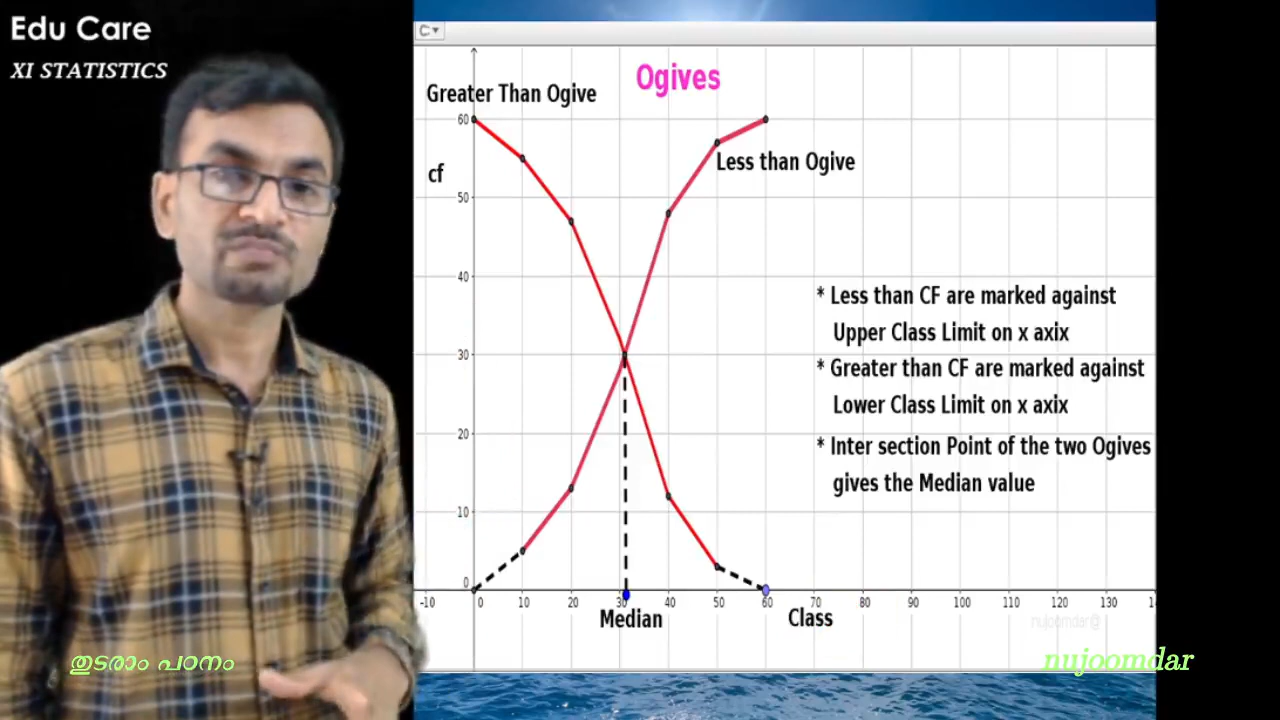 Edu Care
XI STATISTICS
C▾
Ogives
Greater Than Ogive
60
cf
Less than Ogive
50
40
* Less than CF are marked against
Upper Class Limit on x axix
30
* Greater than CF are marked against
Lower Class Limit on x axix
20
* Inter section Point of the two Ogives
gives the Median value
10
0
-10 0 10 20 30 40 50 60 70 80 90 100 110 120 130
Median
Class
nujoomdar@
തുടരാം പഠനം
nujoomdar